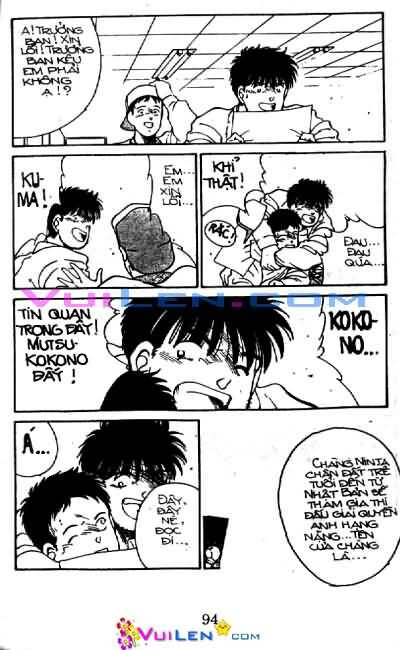 A! TRƯỞNG
BAN! XIN
LỖI! TRƯỞNG
BAN KÊU
EM PHẢI
KHÔNG
Ạ!?
KHỈ
THẬT!
BẮC!
ĐAU...
ĐAU
QUÁ...
EM...
EM
XIN
LỖI...
KU-
MA!
VuiLen.com
TIN QUAN
TRỌNG ĐẤY!
MUTSU-
KOKONO
ĐẤY!
KOKO-
NO...
Á...
ĐÂY,
ĐÂY
NÈ,
ĐỌC
ĐI...
CHÀNG NINJA
CHÂN ĐẤT TRẺ
TUỔI ĐẾN TỪ
NHẬT BẢN SẼ
THAM GIA THI
ĐẤU GIẢI QUYỀN
ANH HẠNG
NẶNG... TÊN
CỦA CHÀNG
LÀ...
94
VuiLen.com